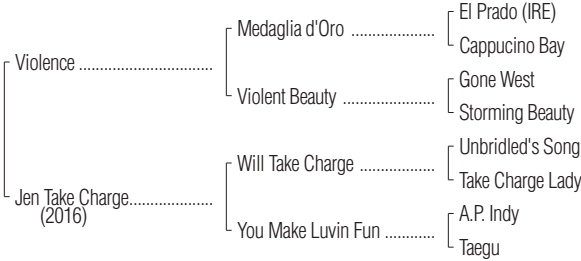 El Prado (IRE)
Medaglia d'Oro ....................
Cappucino Bay
Violence ................................
Gone West
Violent Beauty ......................
Storming Beauty
Unbridled's Song
Will Take Charge ..................
Take Charge Lady
Jen Take Charge....................
(2016)
A.P. Indy
You Make Luvin Fun ............
Taegu